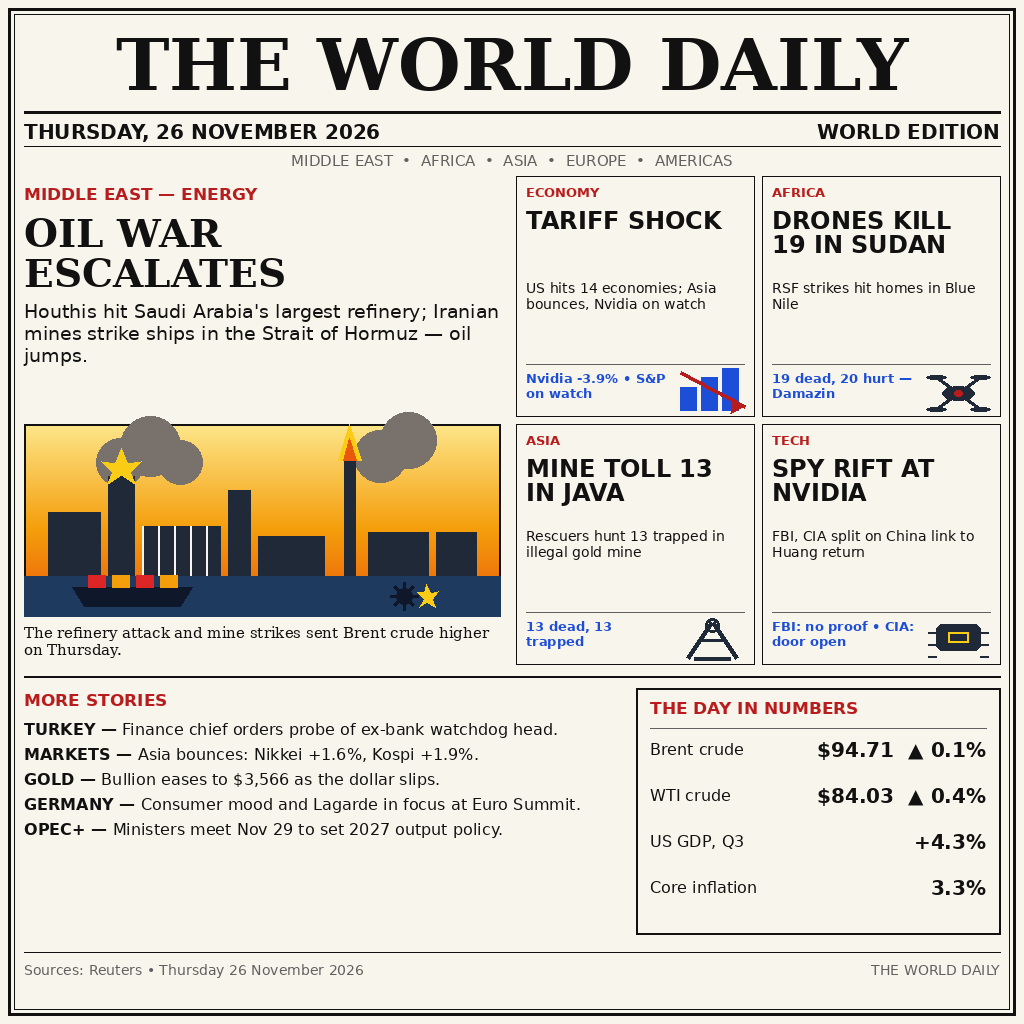 THE WORLD DAILY
THURSDAY, 26 NOVEMBER 2026
WORLD EDITION
MIDDLE EAST • AFRICA • ASIA • EUROPE • AMERICAS
MIDDLE EAST — ENERGY
OIL WAR
ESCALATES
Houthis hit Saudi Arabia's largest refinery; Iranian
mines strike ships in the Strait of Hormuz — oil
jumps.
The refinery attack and mine strikes sent Brent crude higher
on Thursday.
ECONOMY
TARIFF SHOCK
US hits 14 economies; Asia
bounces, Nvidia on watch
Nvidia -3.9% • S&P
on watch
AFRICA
DRONES KILL
19 IN SUDAN
RSF strikes hit homes in Blue
Nile
19 dead, 20 hurt —
Damazin
ASIA
MINE TOLL 13
IN JAVA
Rescuers hunt 13 trapped in
illegal gold mine
13 dead, 13
trapped
TECH
SPY RIFT AT
NVIDIA
FBI, CIA split on China link to
Huang return
FBI: no proof • CIA:
door open
MORE STORIES
TURKEY — Finance chief orders probe of ex-bank watchdog head.
MARKETS — Asia bounces: Nikkei +1.6%, Kospi +1.9%.
GOLD — Bullion eases to $3,566 as the dollar slips.
GERMANY — Consumer mood and Lagarde in focus at Euro Summit.
OPEC+ — Ministers meet Nov 29 to set 2027 output policy.
THE DAY IN NUMBERS
Brent crude $94.71 ▲ 0.1%
WTI crude $84.03 ▲ 0.4%
US GDP, Q3 +4.3%
Core inflation 3.3%
Sources: Reuters • Thursday 26 November 2026
THE WORLD DAILY